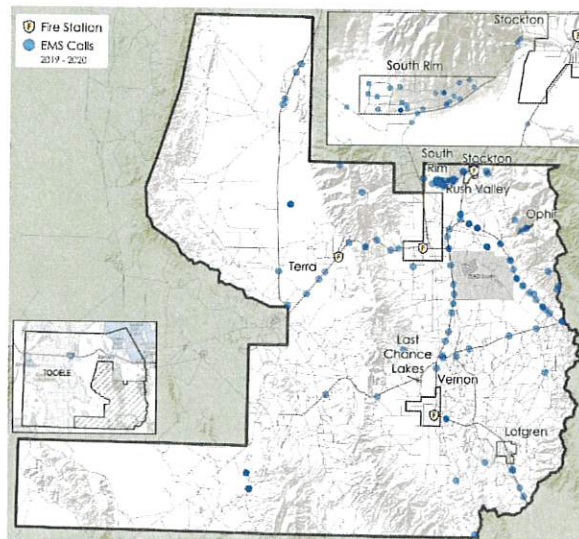 Fire Station
EMS Calls
2019 - 2020
Stockton
South Rim
South
Rim
Stockton
Rush Valley
Ophir
Terra
Last
Chance
Lakes
Vernon
Lofgren
TOOELE